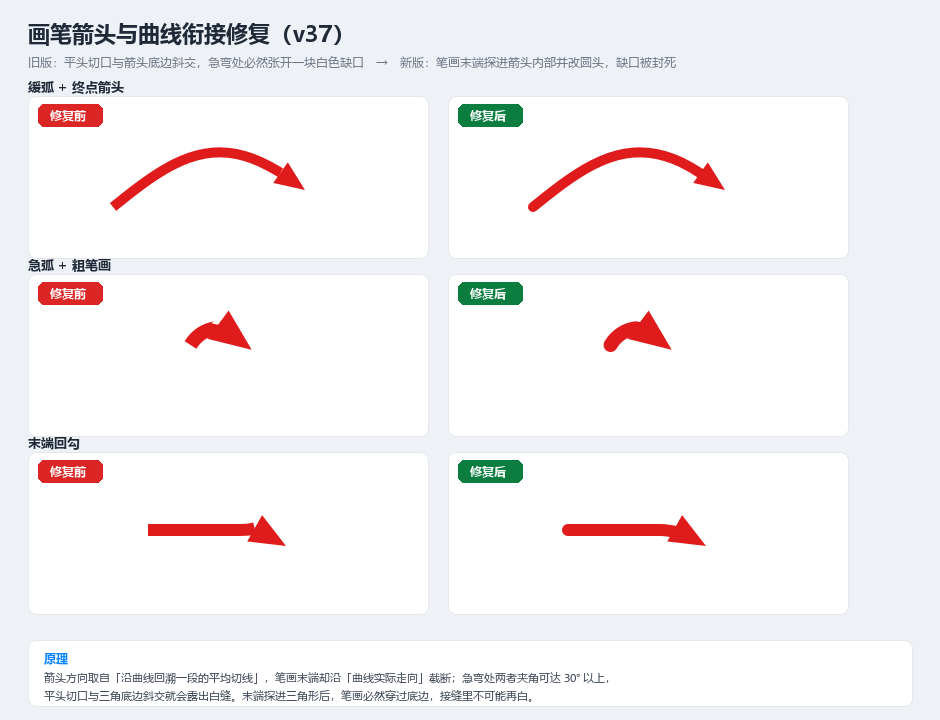 画笔箭头与曲线衔接修复（v37）
旧版：平头切口与箭头底边斜交，急弯处必然张开一块白色缺口　→　新版：笔画末端探进箭头内部并改圆头，缺口被封死
缓弧 + 终点箭头
修复前
修复后
急弧 + 粗笔画
修复前
修复后
末端回勾
修复前
修复后
原理
箭头方向取自「沿曲线回溯一段的平均切线」，笔画末端却沿「曲线实际走向」截断；急弯处两者夹角可达 30° 以上，
平头切口与三角底边斜交就会露出白缝。末端探进三角形后，笔画必然穿过底边，接缝里不可能再白。